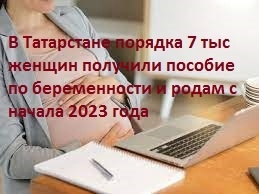 В Татарстане порядка 7 тыс
женщин получили пособие
по беременности и родам с
начала 2023 года